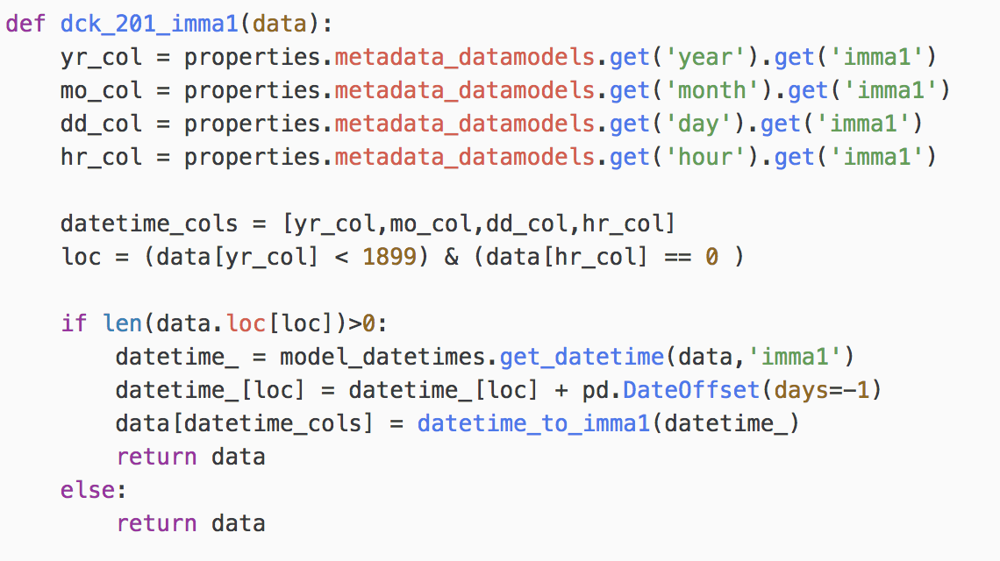 def dck_201_imma1(data):
    yr_col = properties.metadata_datamodels.get('year').get('imma1')
    mo_col = properties.metadata_datamodels.get('month').get('imma1')
    dd_col = properties.metadata_datamodels.get('day').get('imma1')
    hr_col = properties.metadata_datamodels.get('hour').get('imma1')

    datetime_cols = [yr_col,mo_col,dd_col,hr_col]
    loc = (data[yr_col] < 1899) & (data[hr_col] == 0 )

    if len(data.loc[loc])>0:
        datetime_ = model_datetimes.get_datetime(data,'imma1')
        datetime_[loc] = datetime_[loc] + pd.DateOffset(days=-1)
        data[datetime_cols] = datetime_to_imma1(datetime_)
        return data
    else:
        return data